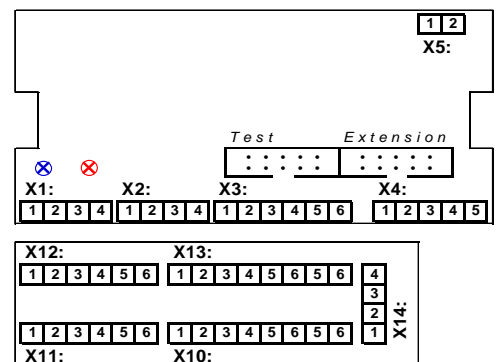 1 2
X5:
Test Extension
X1: X2: X3: X4:
1 2 3 4 1 2 3 4 1 2 3 4 5 6 1 2 3 4 5
X12: X13:
1 2 3 4 5 6 1 2 3 4 5 6 5 6 4
3
2
1 2 3 4 5 6 1 2 3 4 5 6 5 6 1
X14:
X11: X10: